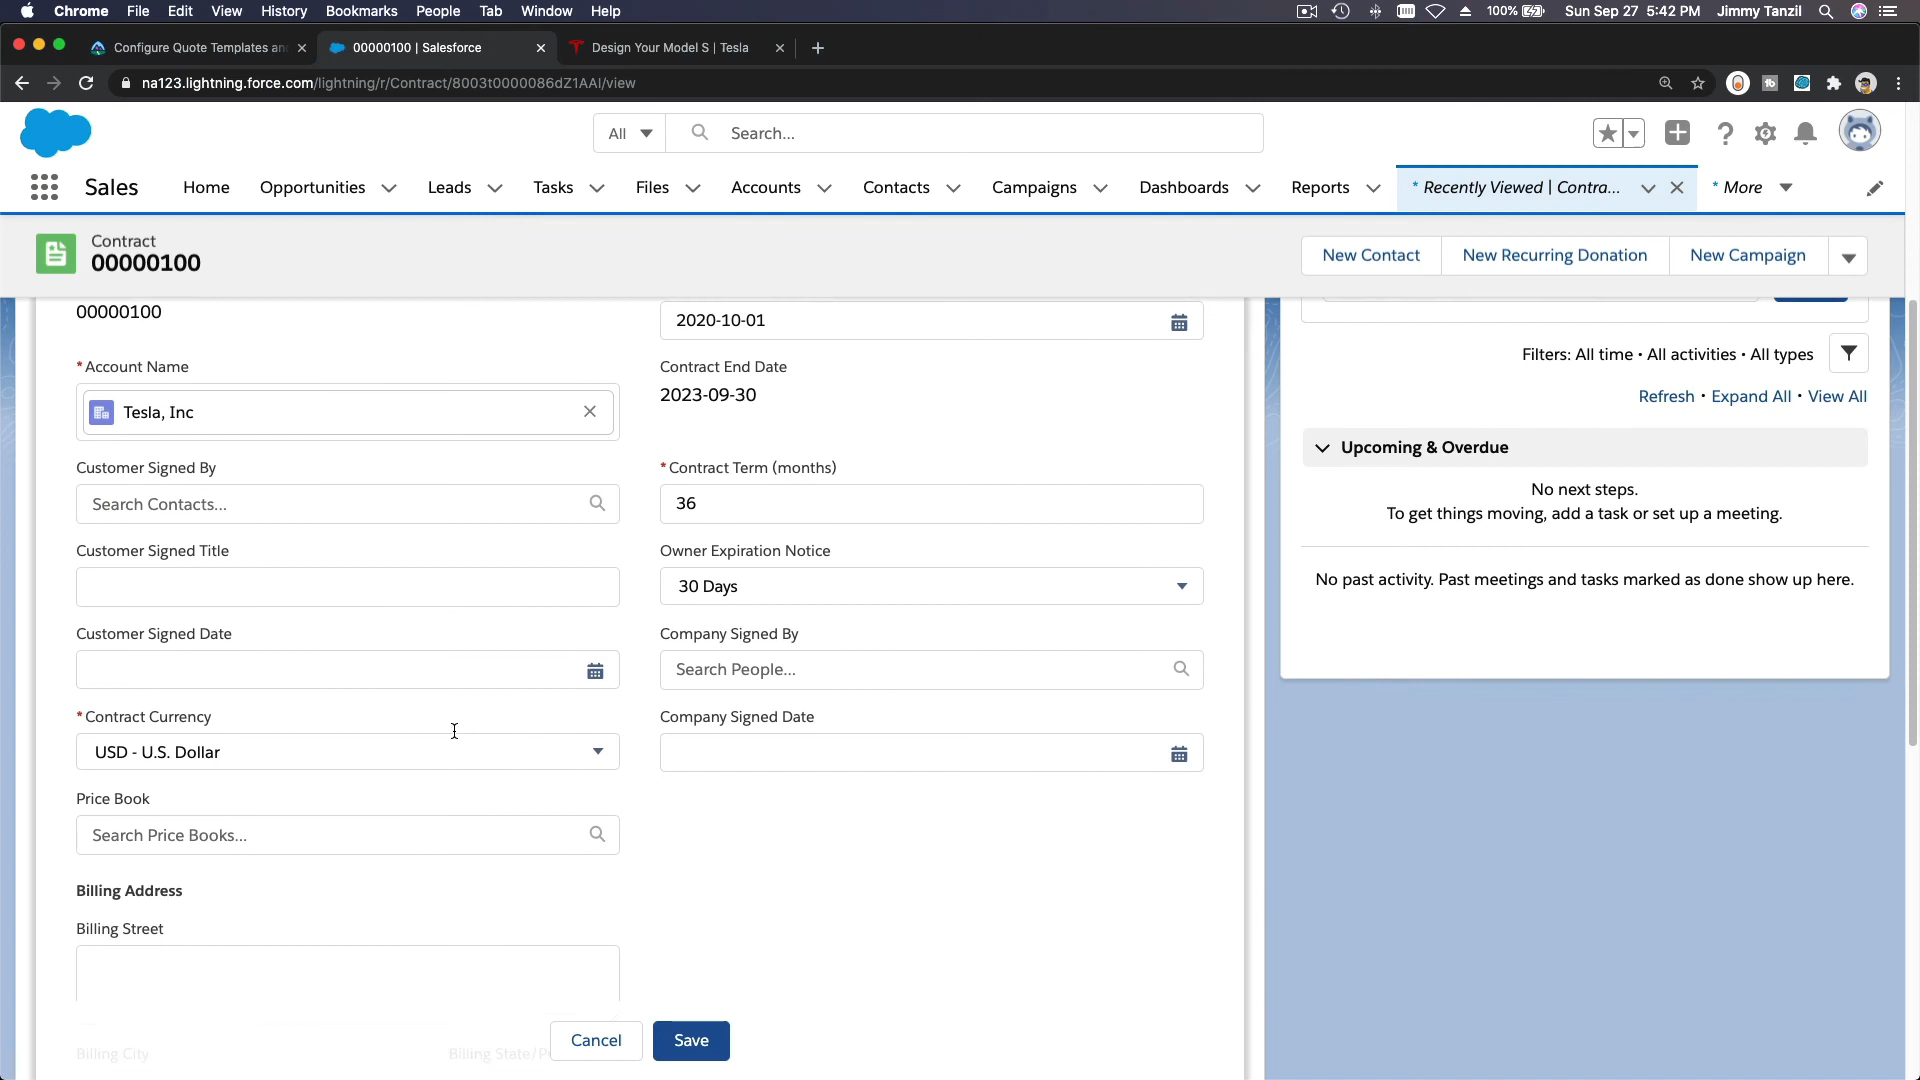 Chrome File Edit View History Bookmarks People Tab Window Help
100% Sun Sep 27 5:42 PM Jimmy Tanzil
Configure Quote Templates an
00000100 | Salesforce
Design Your Model S | Tesla
na123.lightning.force.com/lightning/r/Contract/8003t0000086dZ1AAI/view
All Search...
Sales Home Opportunities Leads Tasks Files Accounts Contacts Campaigns Dashboards Reports * Recently Viewed | Contra... * More
Contract
00000100
New Contact New Recurring Donation New Campaign
00000100
2020-10-01
* Account Name
Tesla, Inc
Contract End Date
2023-09-30
Customer Signed By
Search Contacts...
* Contract Term (months)
36
Customer Signed Title
Owner Expiration Notice
30 Days
Customer Signed Date
Company Signed By
Search People...
* Contract Currency
USD - U.S. Dollar
Company Signed Date
Price Book
Search Price Books...
Billing Address
Billing Street
Billing City
Billing State/P
Cancel Save
Filters: All time • All activities • All types
Refresh • Expand All • View All
Upcoming & Overdue
No next steps.
To get things moving, add a task or set up a meeting.
No past activity. Past meetings and tasks marked as done show up here.